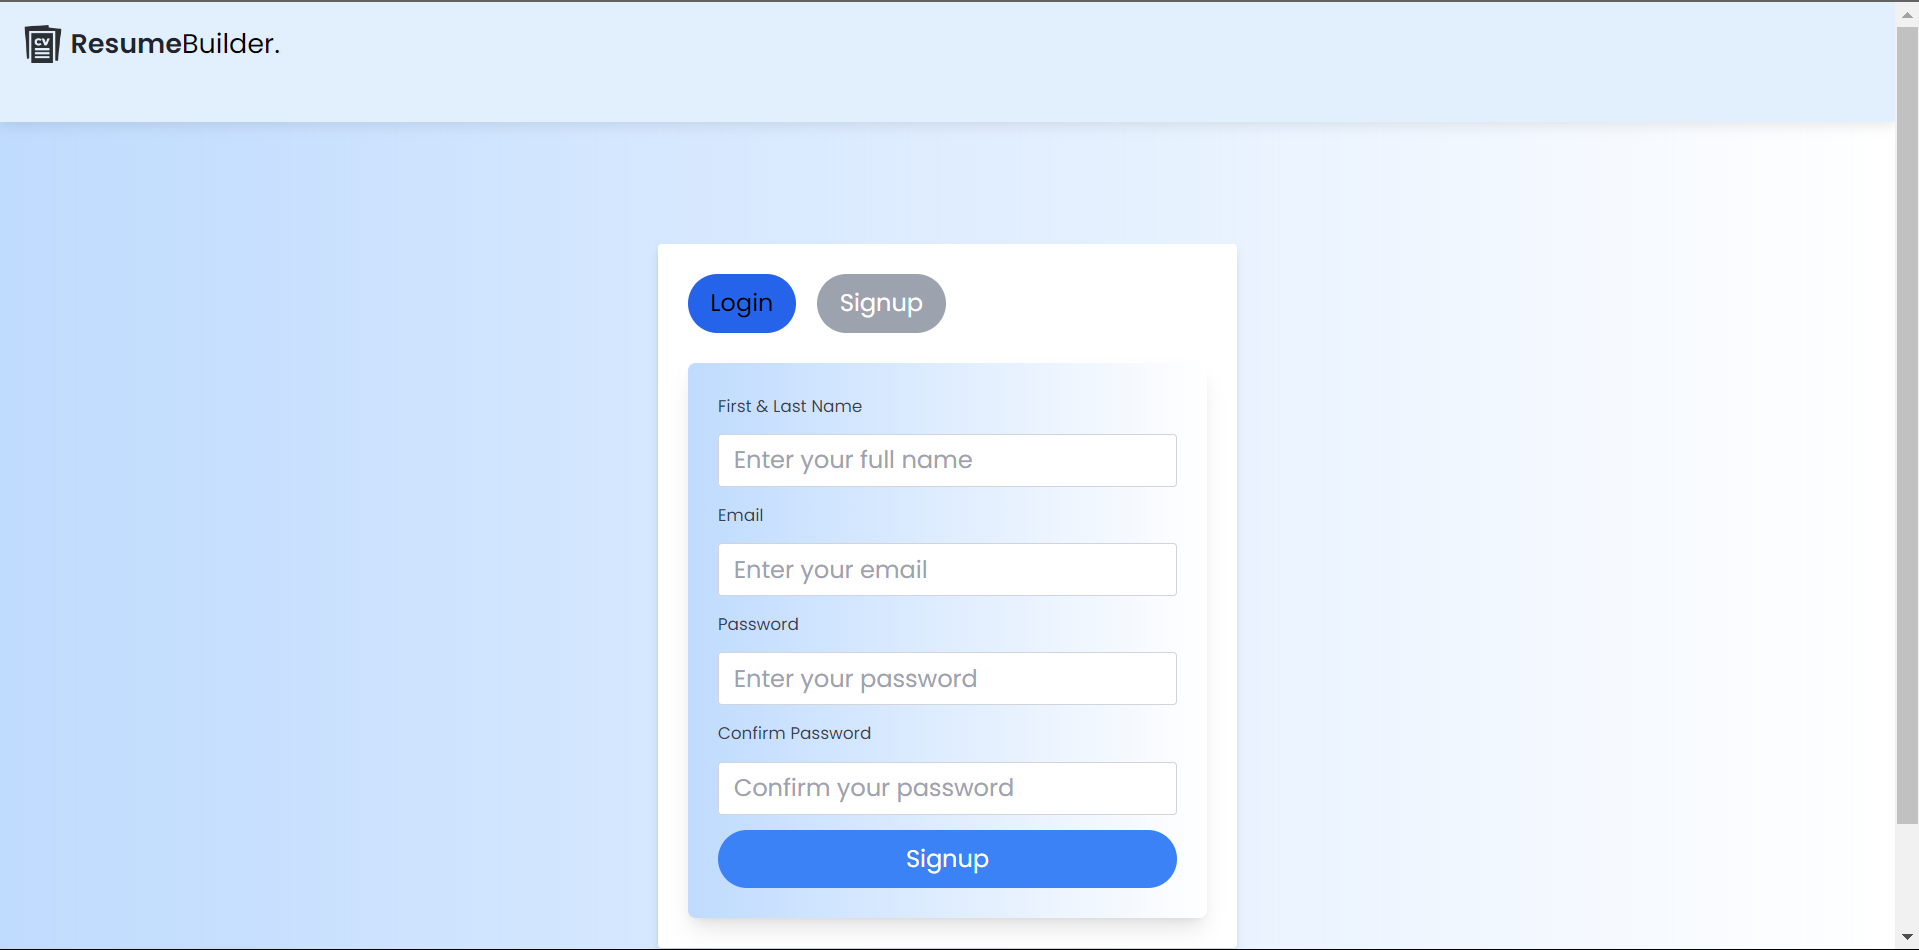 CV ResumeBuilder.
Login Signup
First & Last Name
Enter your full name
Email
Enter your email
Password
Enter your password
Confirm Password
Confirm your password
Signup